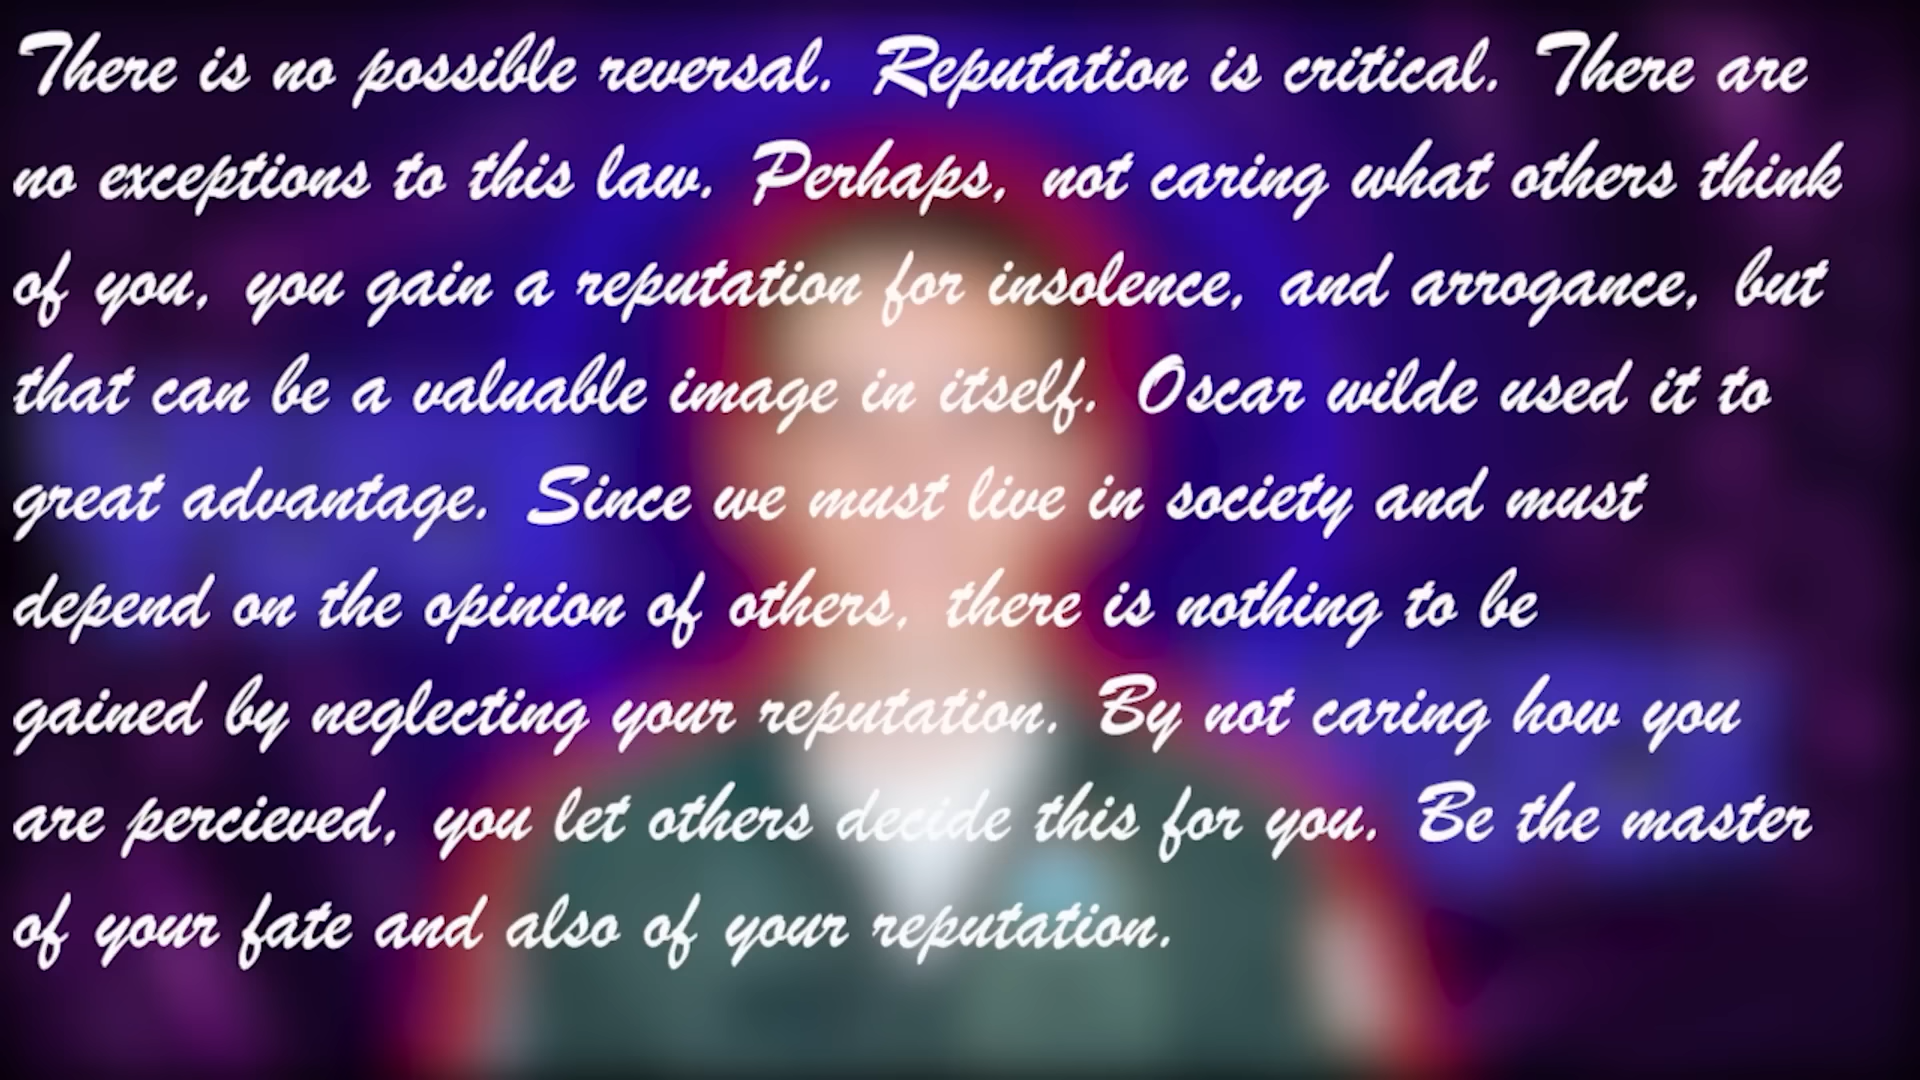 There is no possible reversal. Reputation is critical. There are
no exceptions to this law. Perhaps, not caring what others think
of you, you gain a reputation for insolence, and arrogance, but
that can be a valuable image in itself. Oscar wilde used it to
great advantage. Since we must live in society and must
depend on the opinion of others, there is nothing to be
gained by neglecting your reputation. By not caring how you
are percieved, you let others decide this for you. Be the master
of your fate and also of your reputation.